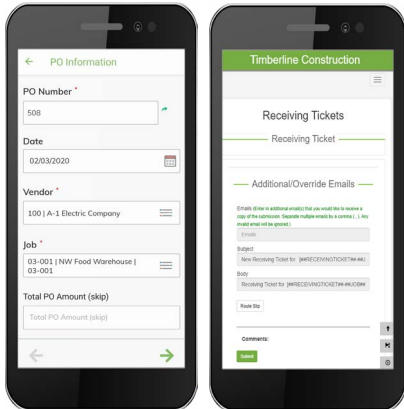 PO Information
PO Number *
508
Date
02/03/2020
Vendor *
100 | A-1 Electric Company
Job *
03-001 | NW Food Warehouse |
03-001
Total PO Amount (skip)
Total PO Amount (skip)
Timberline Construction
Receiving Tickets
Receiving Ticket
Additional/Override Emails
Emails (Enter in additional email(s) that you would like to receive a
copy of the submission. Separate multiple emails by a comma ( , ). Any
invalid email will be ignored.)
Emails
Subject
New Receiving Ticket for [##RECEIVINGTICKET##-##J
Body
Receiving Ticket for [##RECEIVINGTICKET##-##JOB##
Route Slip
Comments:
Submit